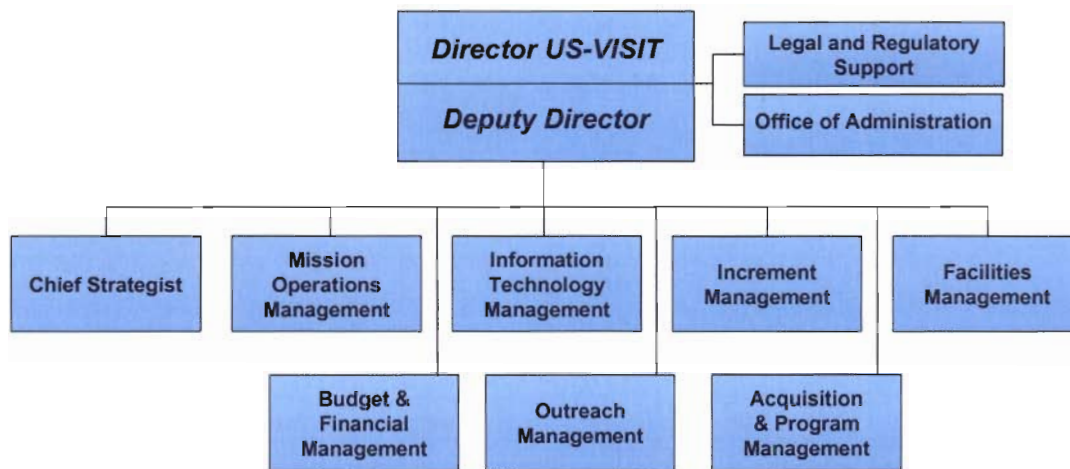 Director US-VISIT
Deputy Director
Legal and Regulatory
Support
Office of Administration
Chief Strategist
Mission
Operations
Management
Information
Technology
Management
Increment
Management
Facilities
Management
Budget &
Financial
Management
Outreach
Management
Acquisition
& Program
Management